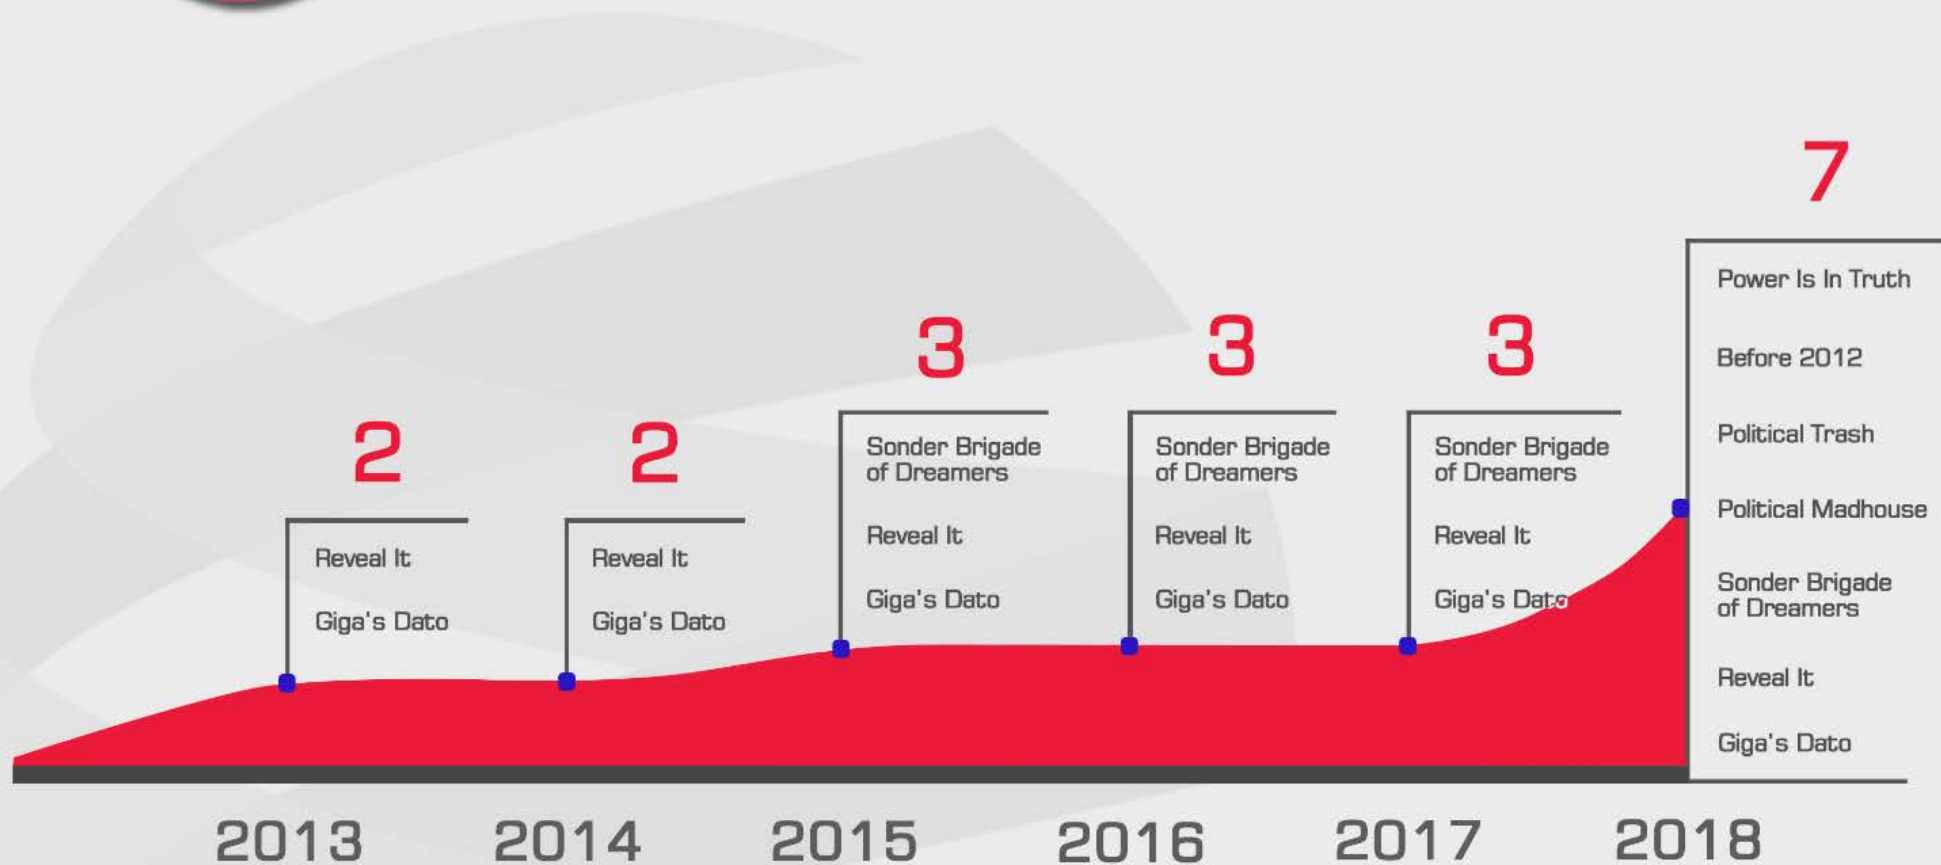 2
Reveal It
Giga's Dato
2
Reveal It
Giga's Dato
3
Sonder Brigade
of Dreamers
Reveal It
Giga's Dato
3
Sonder Brigade
of Dreamers
Reveal It
Giga's Dato
3
Sonder Brigade
of Dreamers
Reveal It
Giga's Dato
7
Power Is In Truth
Before 2012
Political Trash
Political Madhouse
Sonder Brigade
of Dreamers
Reveal It
Giga's Dato
2013
2014
2015
2016
2017
2018